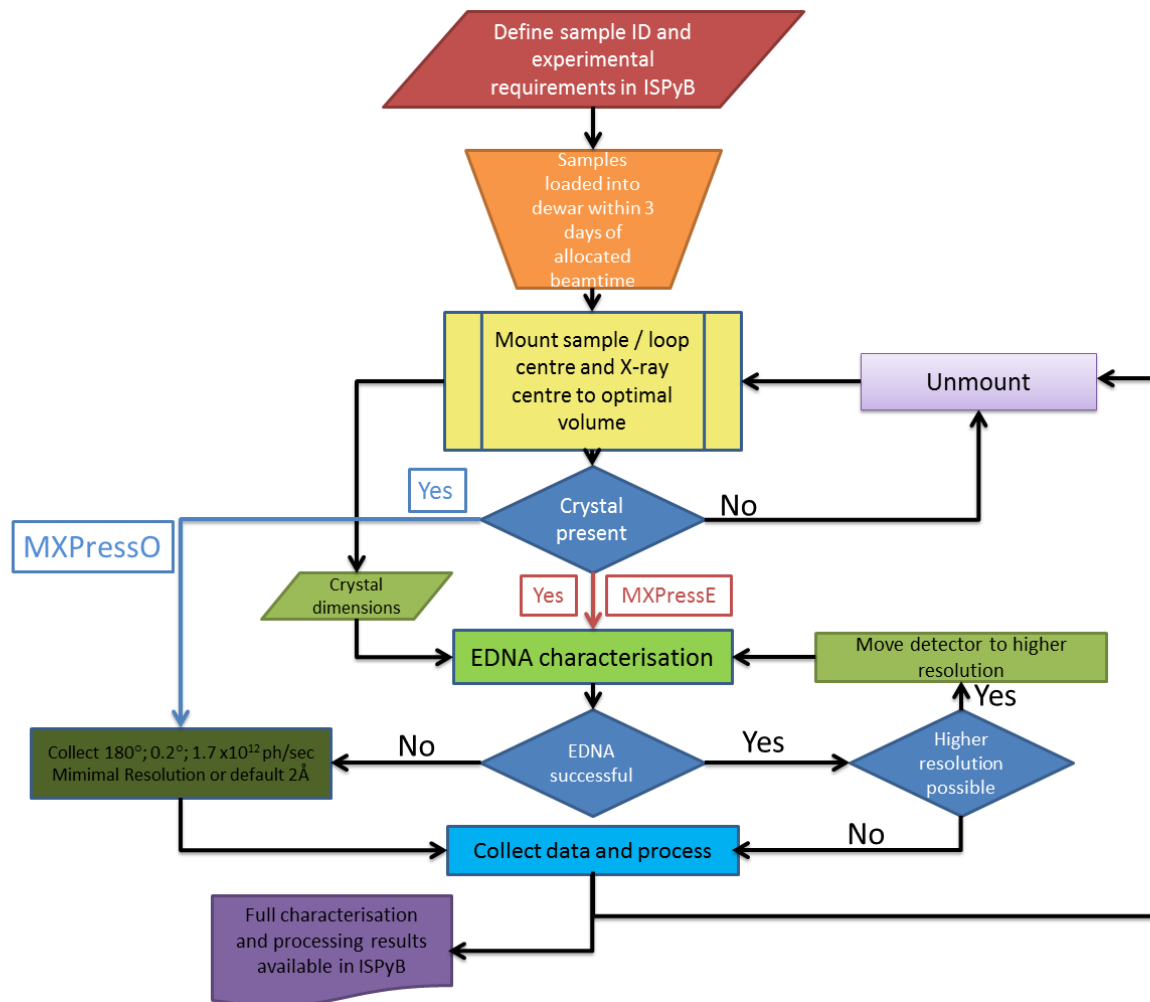 Define sample ID and
experimental
requirements in ISPyB
Samples
loaded into
dewar within 3
days of
allocated
beamtime
Mount sample / loop
centre and X-ray
centre to optimal
volume
Unmount
Yes
Crystal
present
No
MXPressO
Crystal
dimensions
Yes
MXPressE
EDNA characterisation
Move detector to higher
resolution
Yes
Collect 180°; 0.2°; 1.7 x10¹² ph/sec
Mimimal Resolution or default 2Å
No
EDNA
successful
Yes
Higher
resolution
possible
No
Collect data and process
Full characterisation
and processing results
available in ISPyB